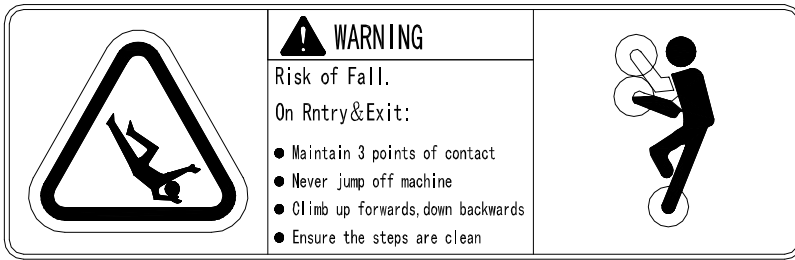 WARNING
Risk of Fall.
On Rntry&Exit:
● Maintain 3 points of contact
● Never jump off machine
● Climb up forwards,down backwards
● Ensure the steps are clean